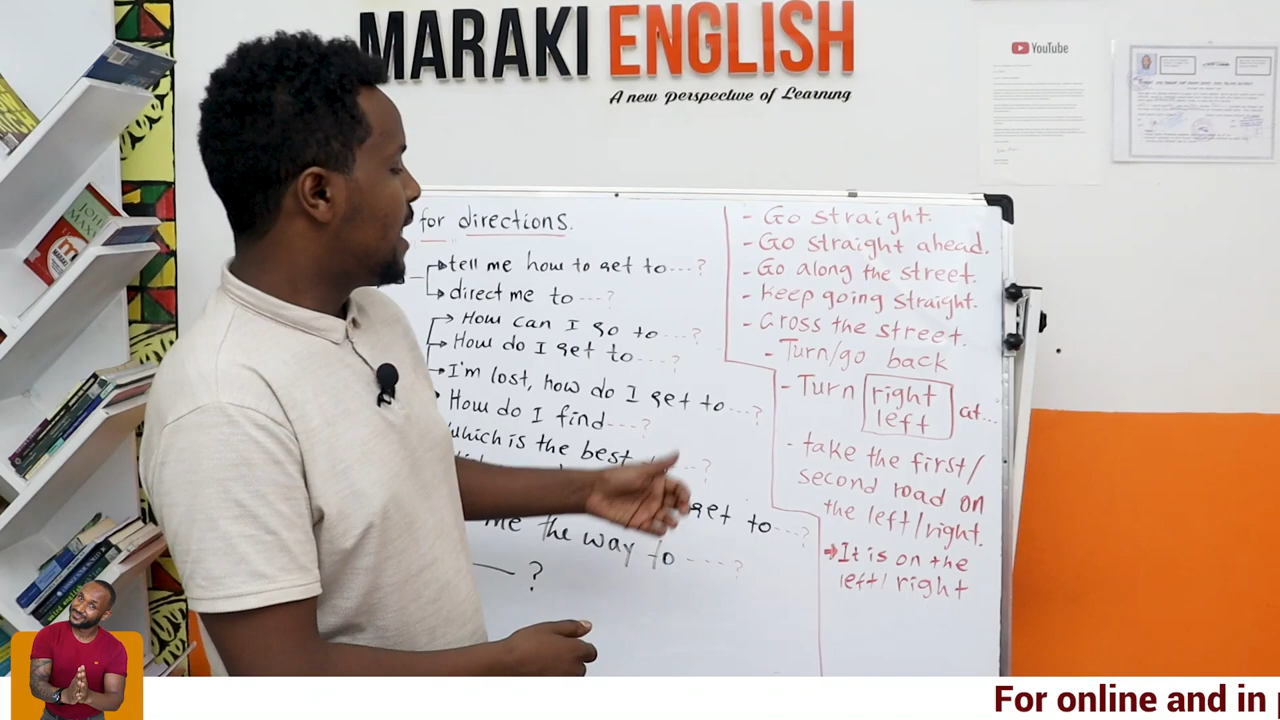 MARAKI ENGLISH
A new perspective of Learning
YouTube
for directions.
tell me how to get to---?
direct me to ---?
How can I go to ---?
How do I get to ---?
I'm lost, how do I get to ---?
How do I find---?
which is the best
---?
get to ---?
me the way to ----?
?
- Go straight.
- Go straight ahead.
- Go along the street.
- Keep going straight.
- Cross the street.
- Turn/go back
- Turn right
left at...
- take the first/
second road on
the left/right.
It is on the
left/right
For online and in